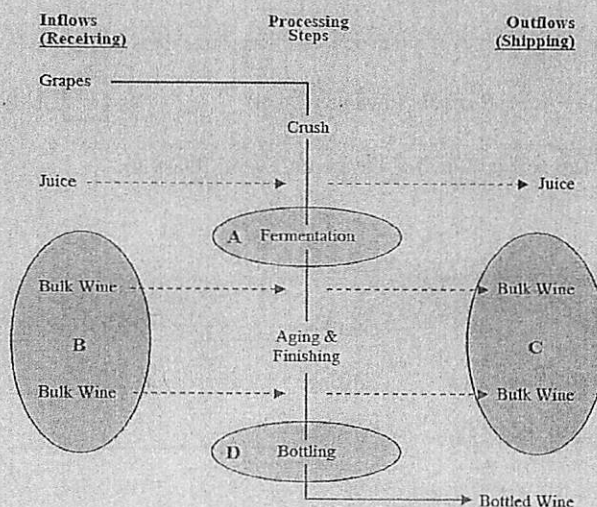 Inflows
(Receiving)
Processing
Steps
Outflows
(Shipping)
Grapes
Crush
Juice
Juice
A Fermentation
Bulk Wine
Bulk Wine
B
Aging &
Finishing
C
Bulk Wine
Bulk Wine
D Bottling
Bottled Wine